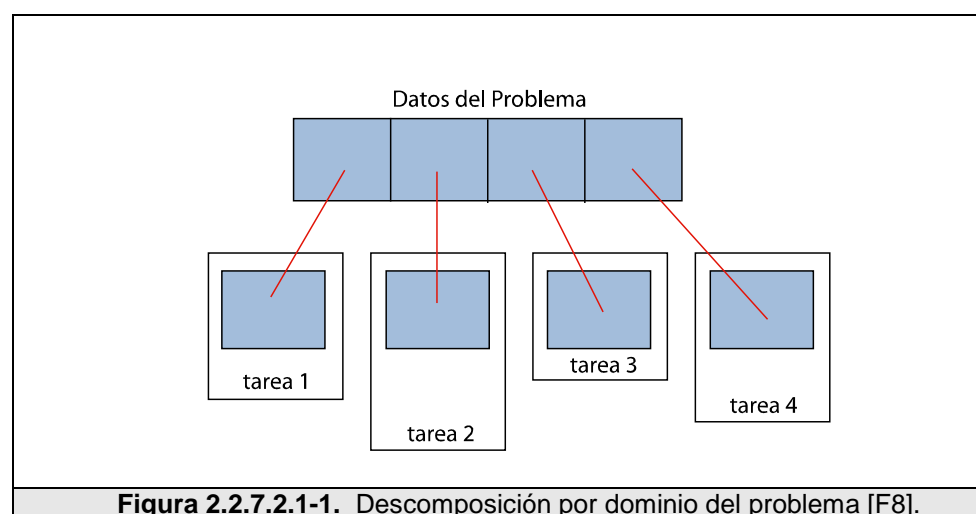 Datos del Problema
tarea 1
tarea 2
tarea 3
tarea 4
Figura 2.2.7.2.1-1. Descomposición por dominio del problema [F8].